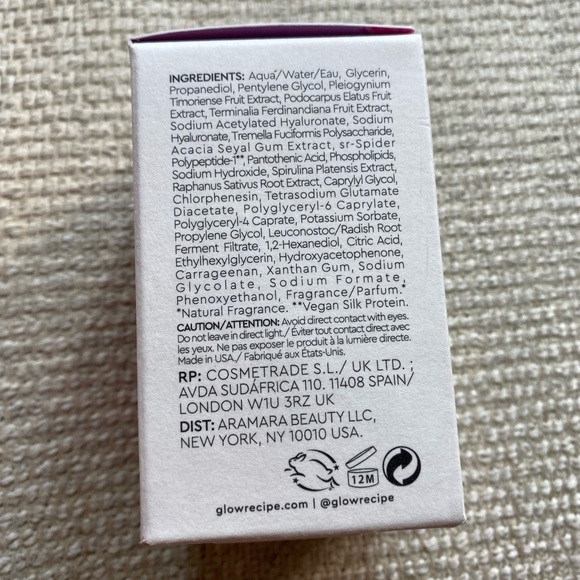 INGREDIENTS: Aqua/Water/Eau, Glycerin,
Propanediol, Pentylene Glycol, Pleiogynium
Timoriense Fruit Extract, Podocarpus Elatus Fruit
Extract, Terminalia Ferdinandiana Fruit Extract,
Sodium Acetylated Hyaluronate, Sodium
Hyaluronate, Tremella Fuciformis Polysaccharide,
Acacia Seyal Gum Extract, sr-Spider
Polypeptide-1**, Pantothenic Acid, Phospholipids,
Sodium Hydroxide, Spirulina Platensis Extract,
Raphanus Sativus Root Extract, Caprylyl Glycol,
Chlorphenesin, Tetrasodium Glutamate
Diacetate, Polyglyceryl-6 Caprylate,
Polyglyceryl-4 Caprate, Potassium Sorbate,
Propylene Glycol, Leuconostoc/Radish Root
Ferment Filtrate, 1,2-Hexanediol, Citric Acid,
Ethylhexylglycerin, Hydroxyacetophenone,
Carrageenan, Xanthan Gum, Sodium
Glycolate, Sodium Formate,
Phenoxyethanol, Fragrance/Parfum.*
*Natural Fragrance. **Vegan Silk Protein.
CAUTION/ATTENTION: Avoid direct contact with eyes.
Do not leave in direct light./ Éviter tout contact direct avec
les yeux. Ne pas exposer le produit à la lumière directe.
Made in USA./ Fabriqué aux États-Unis.
RP: COSMETRADE S.L./ UK LTD. ;
AVDA SUDÁFRICA 110. 11408 SPAIN/
LONDON W1U 3RZ UK
DIST: ARAMARA BEAUTY LLC,
NEW YORK, NY 10010 USA.
12M
glowrecipe.com | @glowrecipe